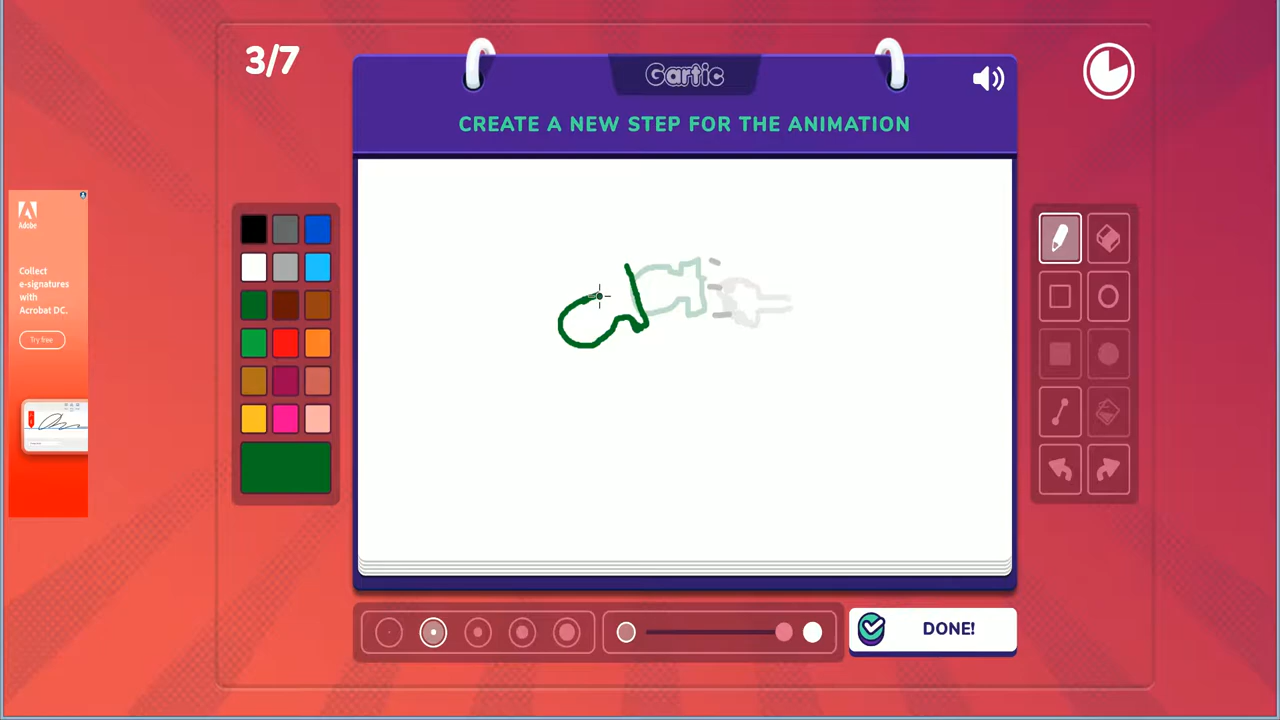 3/7
Gartic
CREATE A NEW STEP FOR THE ANIMATION
Adobe
Collect
e-signatures
with
Acrobat DC.
Try free
DONE!